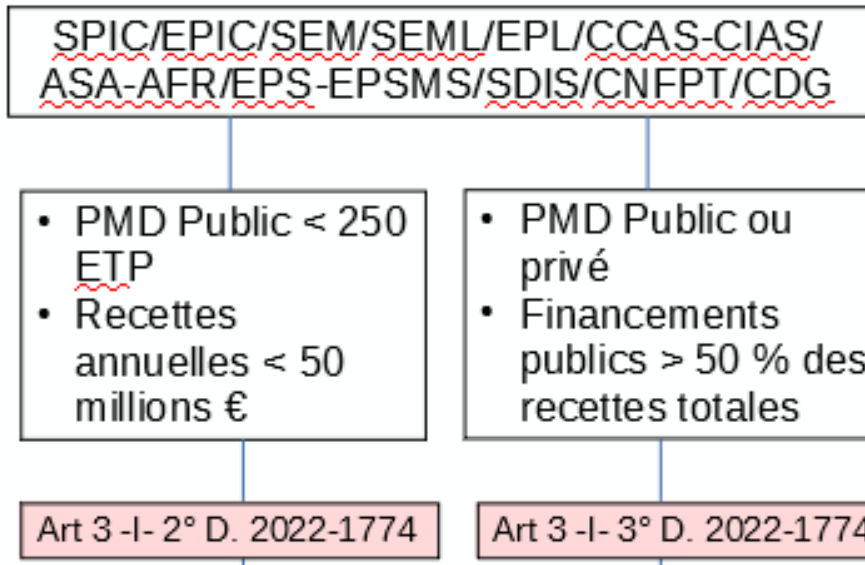 SPIC/EPIC/SEM/SEML/EPL/CCAS-CIAS/
ASA-AFR/EPS-EPSMS/SDIS/CNFPT/CDG
• PMD Public < 250
ETP
• Recettes
annuelles < 50
millions €
• PMD Public ou
privé
• Financements
publics > 50 % des
recettes totales
Art 3 -I- 2° D. 2022-1774
Art 3 -I- 3° D. 2022-1774